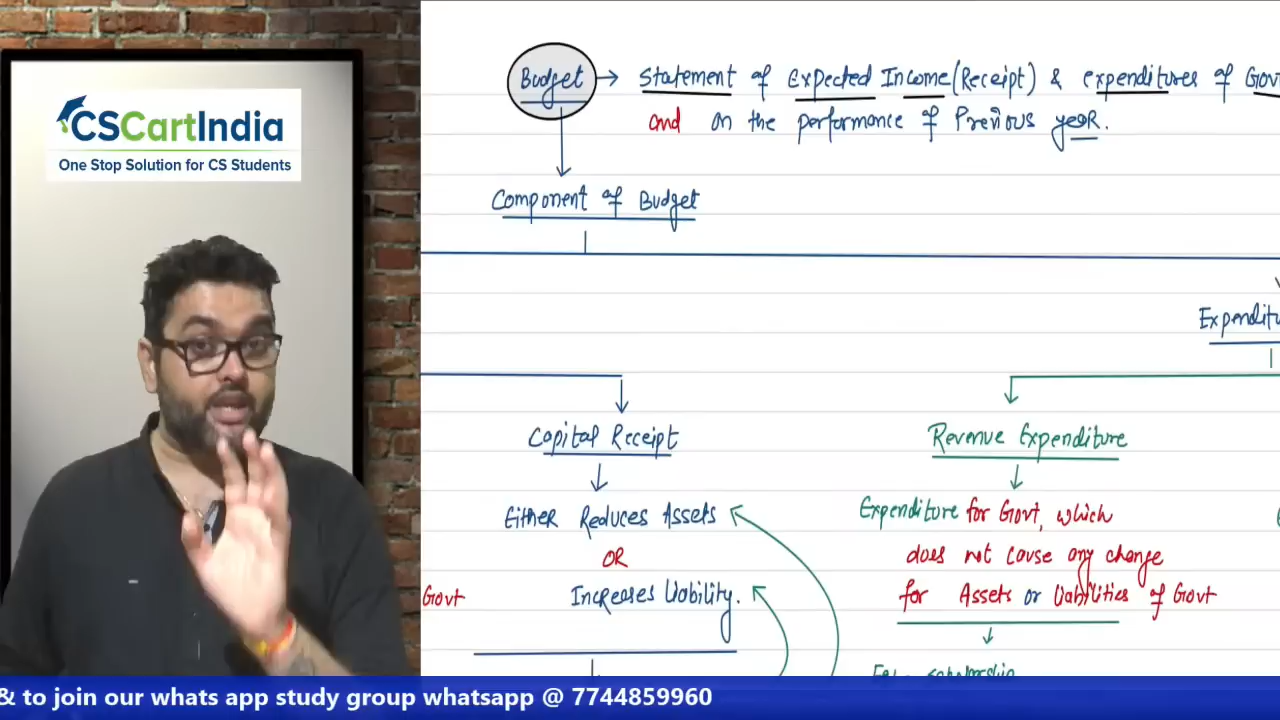 CSCartIndia
One Stop Solution for CS Students
Budget → Statement of Expected Income (Receipt) & expenditures of Govt
and on the performance of Previous year.
Component of Budget
Expenditu
Capital Receipt
Revenue Expenditure
Either Reduces Assets
OR
Increases Liability.
Expenditure for Govt, which
does not cause any change
for Assets or Liabilities of Govt
Govt
scholarship
& to join our whats app study group whatsapp @ 7744859960